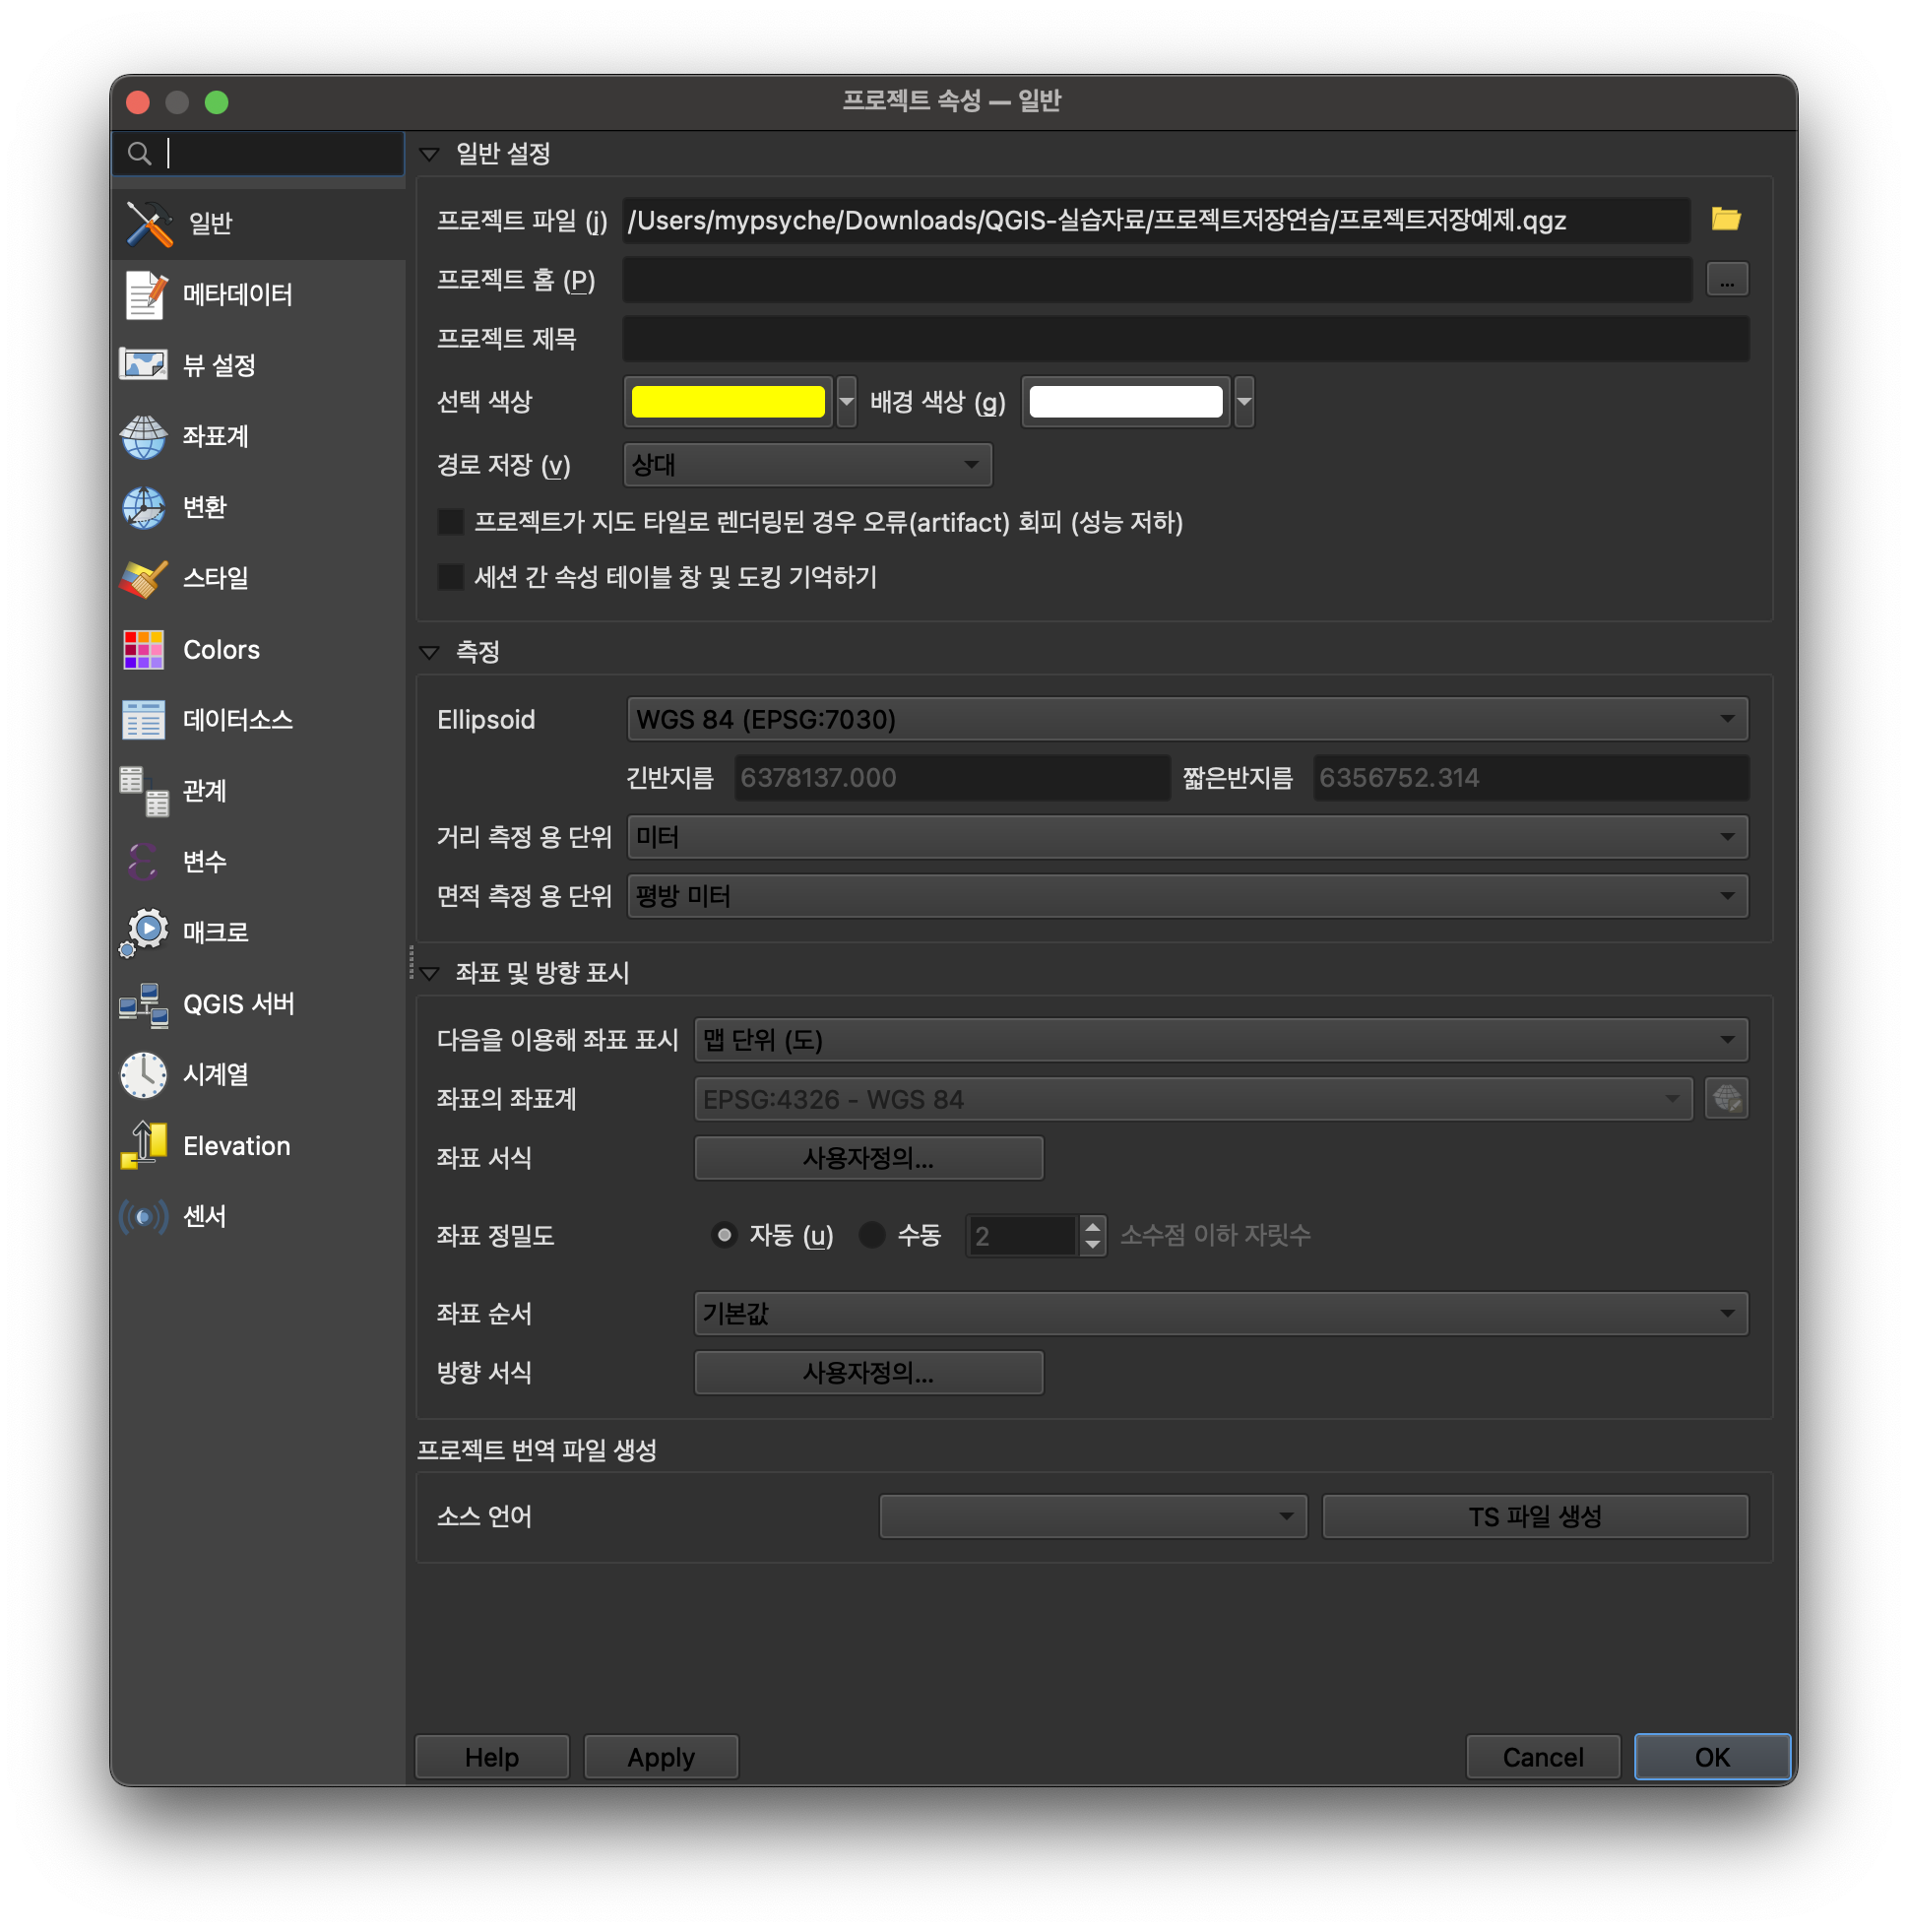 프로젝트 속성 — 일반
일반
메타데이터
뷰 설정
좌표계
변환
스타일
Colors
데이터소스
관계
변수
매크로
QGIS 서버
시계열
Elevation
센서
일반 설정
프로젝트 파일 (j) /Users/mypsyche/Downloads/QGIS-실습자료/프로젝트저장연습/프로젝트저장예제.qgz
프로젝트 홈 (P) ...
프로젝트 제목
선택 색상 배경 색상 (g)
경로 저장 (v) 상대
프로젝트가 지도 타일로 렌더링된 경우 오류(artifact) 회피 (성능 저하)
세션 간 속성 테이블 창 및 도킹 기억하기
측정
Ellipsoid WGS 84 (EPSG:7030)
긴반지름 6378137.000 짧은반지름 6356752.314
거리 측정 용 단위 미터
면적 측정 용 단위 평방 미터
좌표 및 방향 표시
다음을 이용해 좌표 표시 맵 단위 (도)
좌표의 좌표계 EPSG:4326 - WGS 84
좌표 서식 사용자정의...
좌표 정밀도 자동 (u) 수동 2 소수점 이하 자릿수
좌표 순서 기본값
방향 서식 사용자정의...
프로젝트 번역 파일 생성
소스 언어 TS 파일 생성
Help Apply Cancel OK